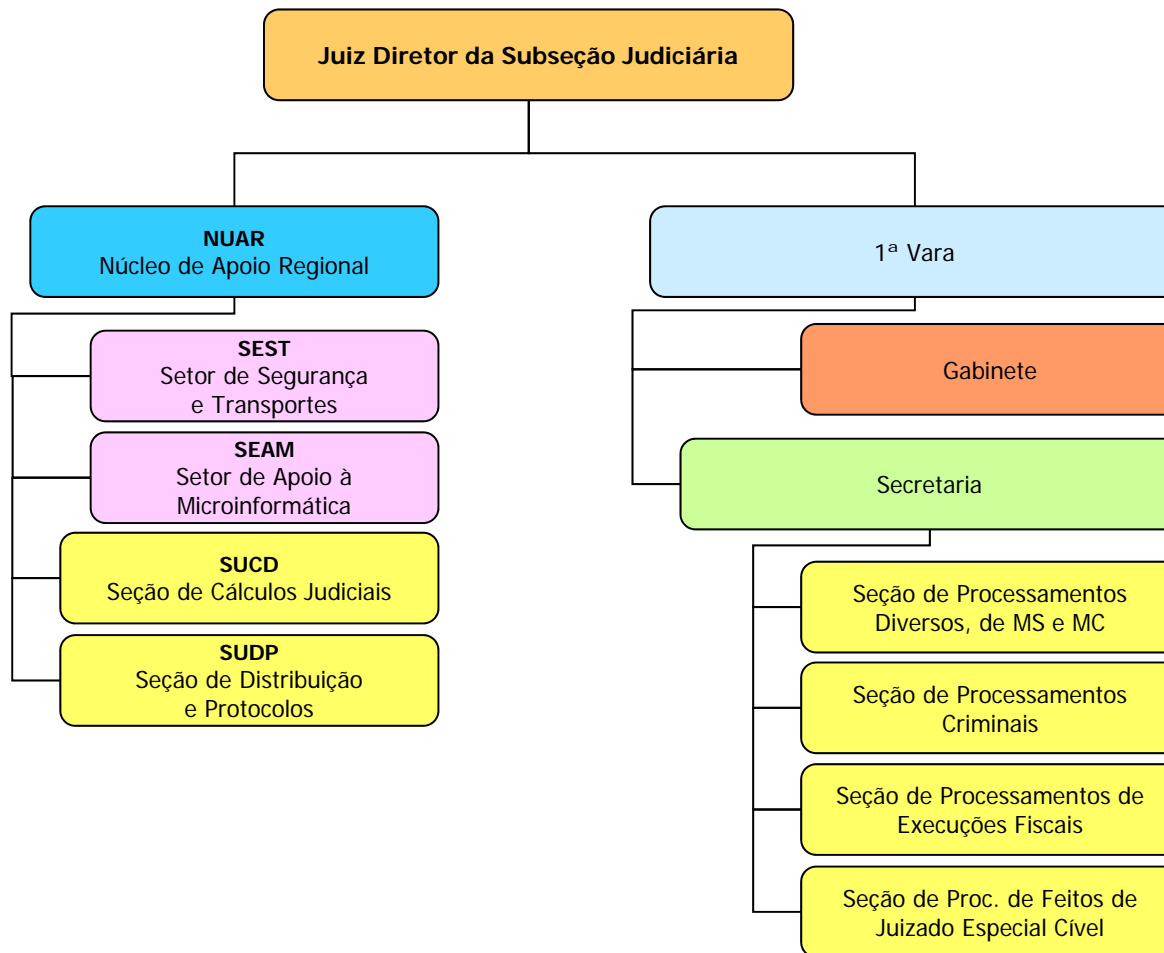 Juiz Diretor da Subseção Judiciária
NUAR
Núcleo de Apoio Regional
SEST
Setor de Segurança
e Transportes
SEAM
Setor de Apoio à
Microinformática
SUCD
Seção de Cálculos Judiciais
SUDP
Seção de Distribuição
e Protocolos
1ª Vara
Gabinete
Secretaria
Seção de Processamentos
Diversos, de MS e MC
Seção de Processamentos
Criminais
Seção de Processamentos de
Execuções Fiscais
Seção de Proc. de Feitos de
Juizado Especial Cível